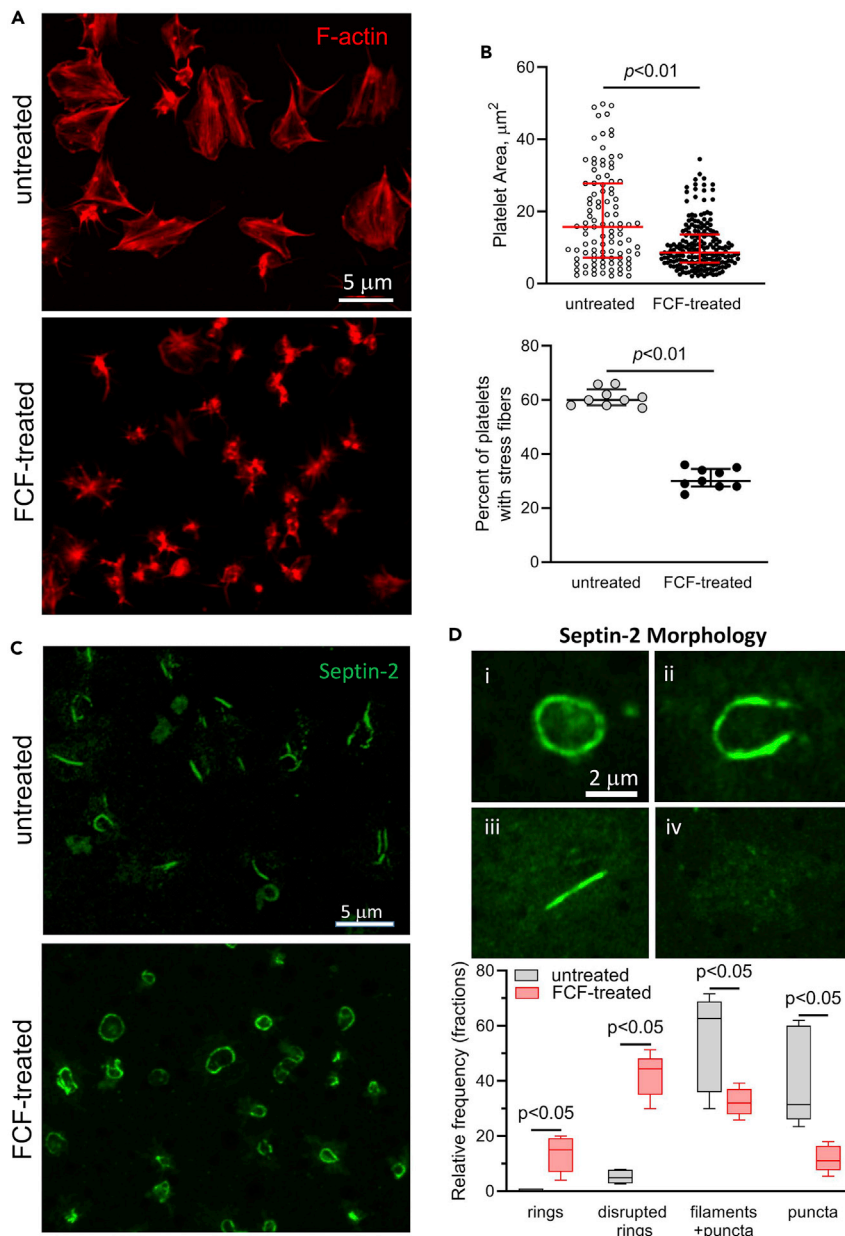 A
F-actin
untreated
5 μm
FCF-treated
B
p<0.01
60
40
20
0
Platelet Area, μm²
untreated
FCF-treated
p<0.01
80
60
40
20
0
Percent of platelets
with stress fibers
untreated
FCF-treated
C
Septin-2
untreated
5 μm
FCF-treated
D
Septin-2 Morphology
i
ii
2 μm
iii
iv
untreated
FCF-treated
p<0.05
p<0.05
p<0.05
p<0.05
80
60
40
20
0
Relative frequency (fractions)
rings
disrupted
rings
filaments
+puncta
puncta